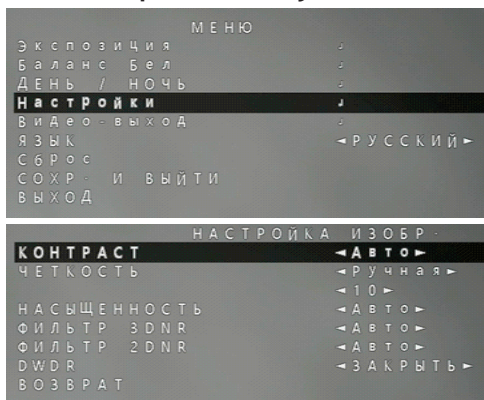 МЕНЮ
Экспозиция ↲
Баланс Бел ↲
ДЕНЬ / НОЧЬ ↲
Настройки ↲
Видео-выход ↲
ЯЗЫК ◄РУССКИЙ►
Сброс
СОХР- И ВЫЙТИ
ВЫХОД
НАСТРОЙКА ИЗОБР-
КОНТРАСТ ◄Авто►
ЧЕТКОСТЬ ◄Ручная►
◄10►
НАСЫЩЕННОСТЬ ◄Авто►
ФИЛЬТР 3DNR ◄Авто►
ФИЛЬТР 2DNR ◄Авто►
DWDR ◄ЗАКРЫТЬ►
ВОЗВРАТ